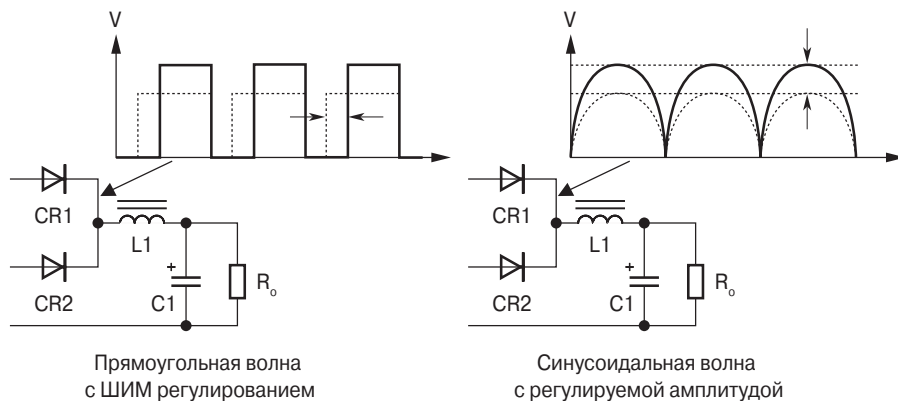 V
CR1
L1
CR2
+
C1
Rₒ
Прямоугольная волна
с ШИМ регулированием
V
CR1
L1
CR2
+
C1
Rₒ
Синусоидальная волна
с регулируемой амплитудой